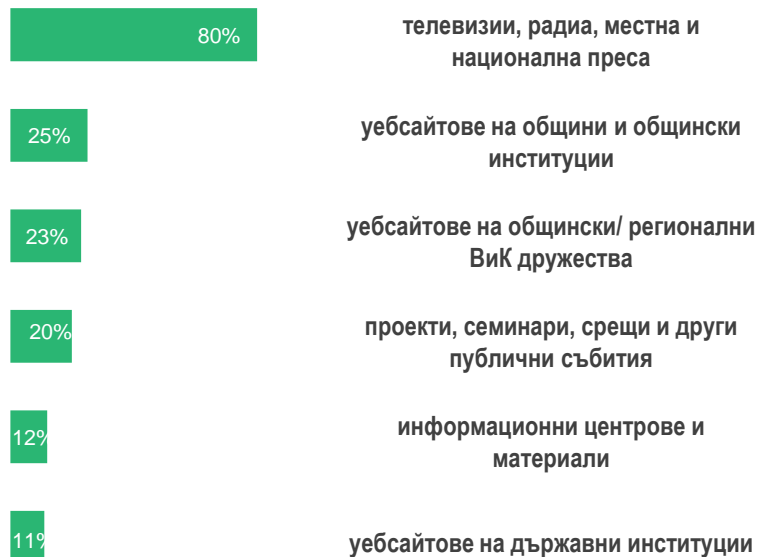 80%
телевизии, радиа, местна и
национална преса
25%
уебсайтове на общини и общински
институции
23%
уебсайтове на общински/ регионални
ВиК дружества
20%
проекти, семинари, срещи и други
публични събития
12%
информационни центрове и
материали
11%
уебсайтове на държавни институции